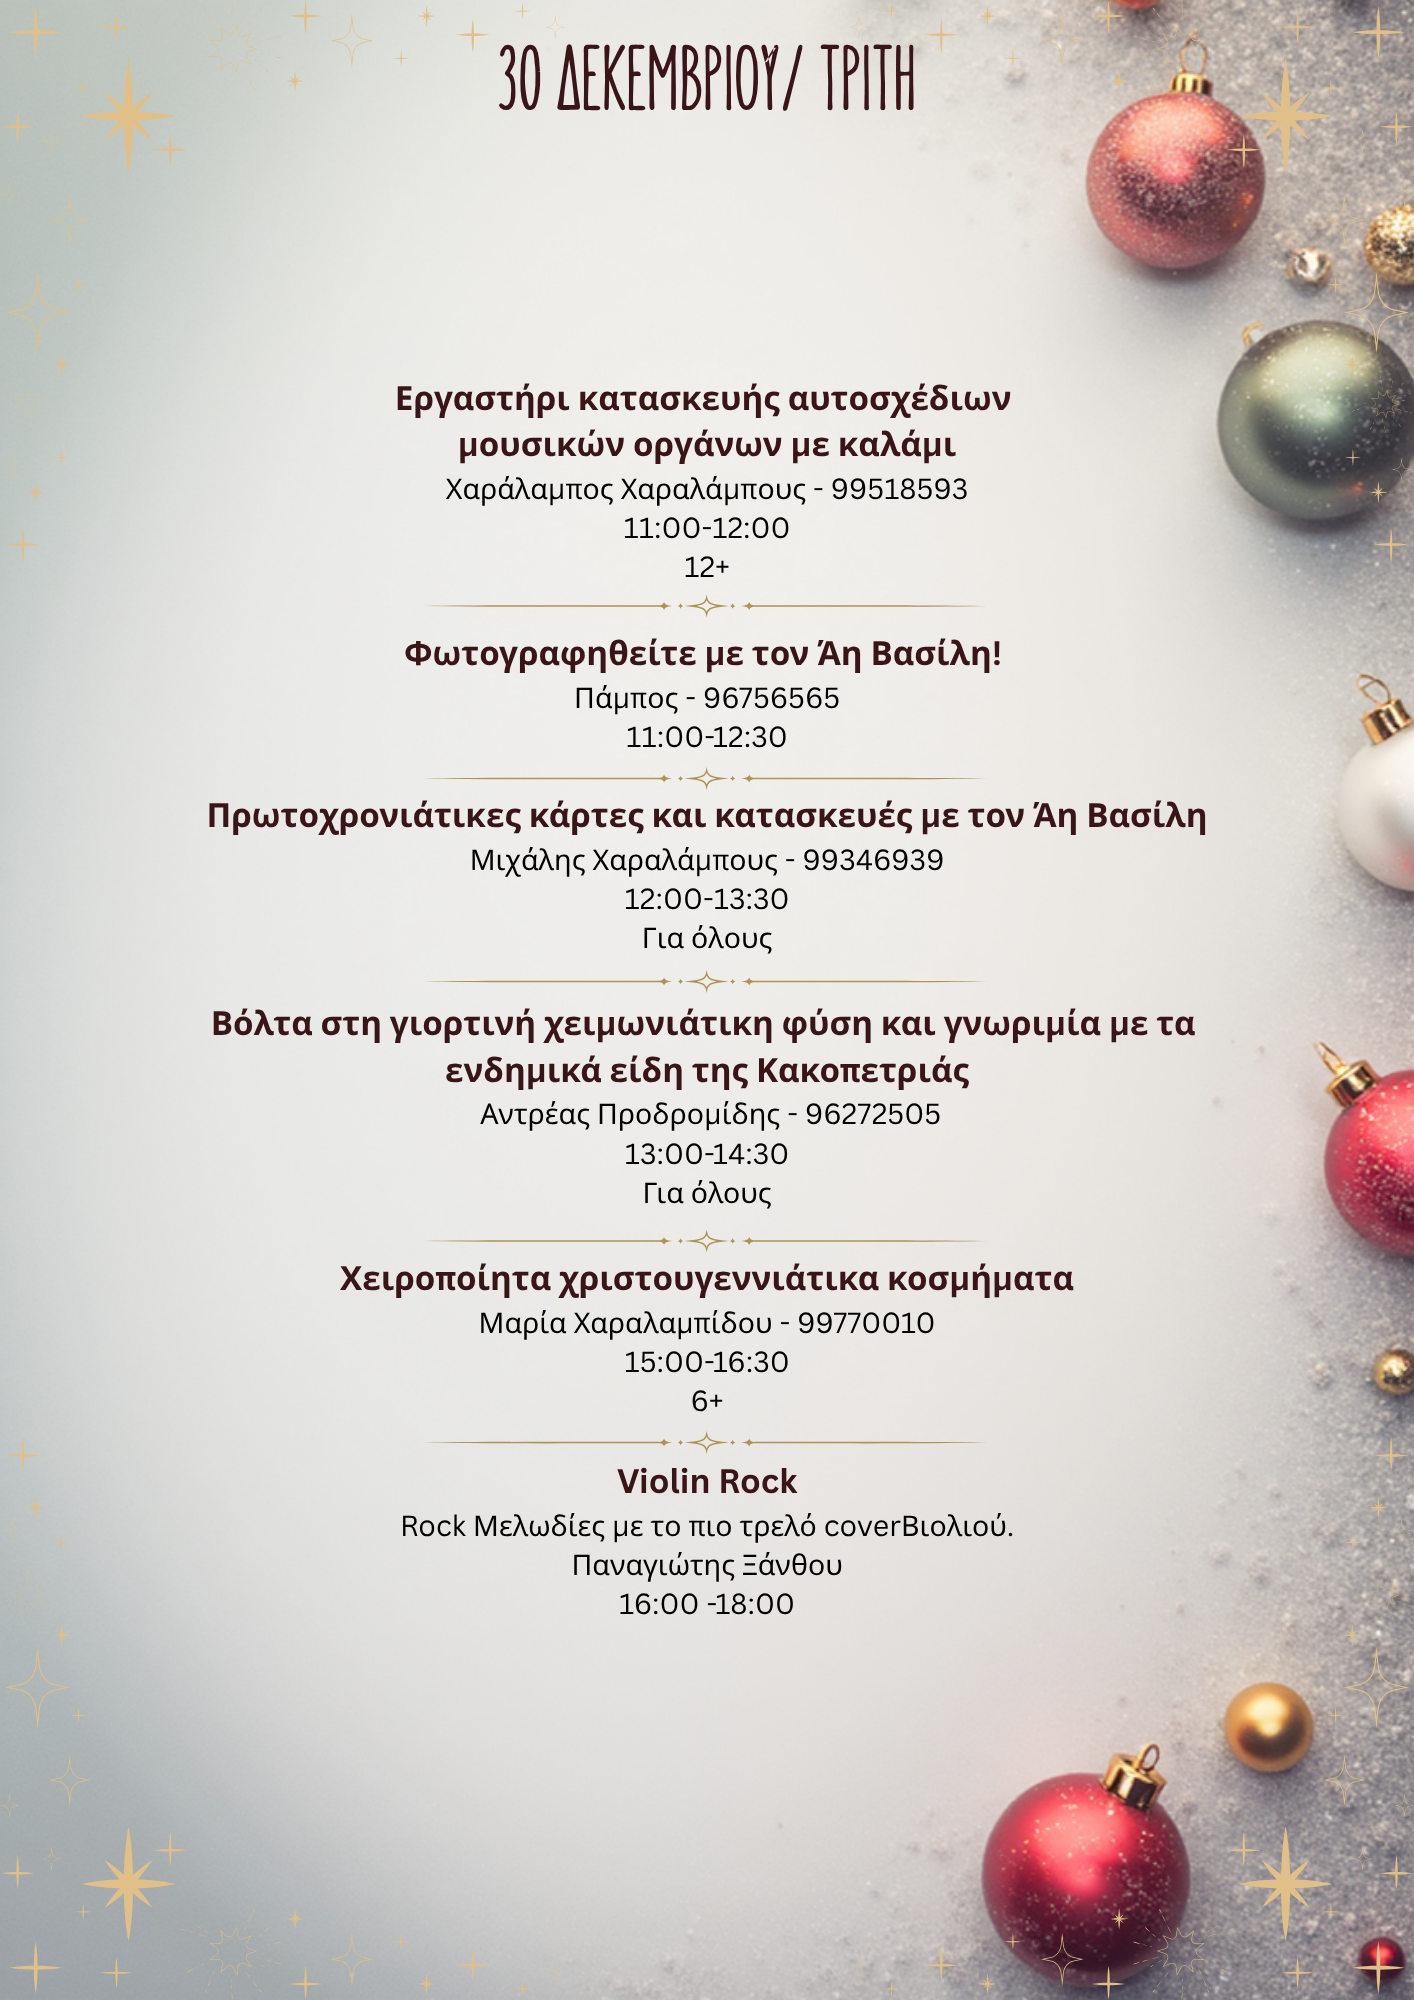 30 ΔΕΚΕΜΒΡΙΟΥ/ ΤΡΙΤΗ
Εργαστήρι κατασκευής αυτοσχέδιων
μουσικών οργάνων με καλάμι
Χαράλαμπος Χαραλάμπους - 99518593
11:00-12:00
12+
Φωτογραφηθείτε με τον Άη Βασίλη!
Πάμπος - 96756565
11:00-12:30
Πρωτοχρονιάτικες κάρτες και κατασκευές με τον Άη Βασίλη
Μιχάλης Χαραλάμπους - 99346939
12:00-13:30
Για όλους
Βόλτα στη γιορτινή χειμωνιάτικη φύση και γνωριμία με τα
ενδημικά είδη της Κακοπετριάς
Αντρέας Προδρομίδης - 96272505
13:00-14:30
Για όλους
Χειροποίητα χριστουγεννιάτικα κοσμήματα
Μαρία Χαραλαμπίδου - 99770010
15:00-16:30
6+
Violin Rock
Rock Μελωδίες με το πιο τρελό coverΒιολιού.
Παναγιώτης Ξάνθου
16:00 -18:00